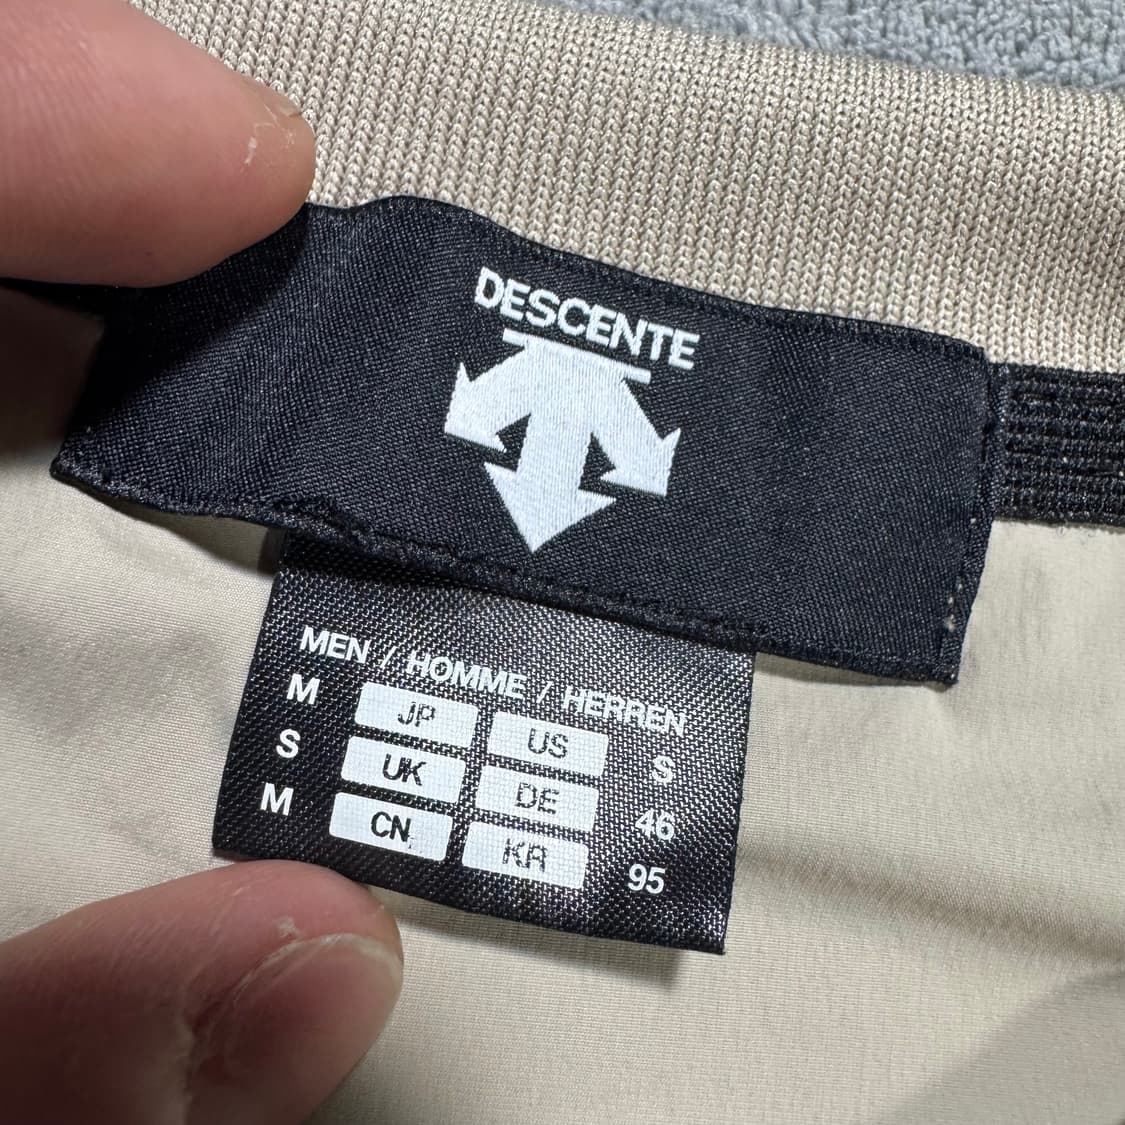 DESCENTE
MEN / HOMME / HERREN
M JP US S
S UK DE 46
M CN KR 95